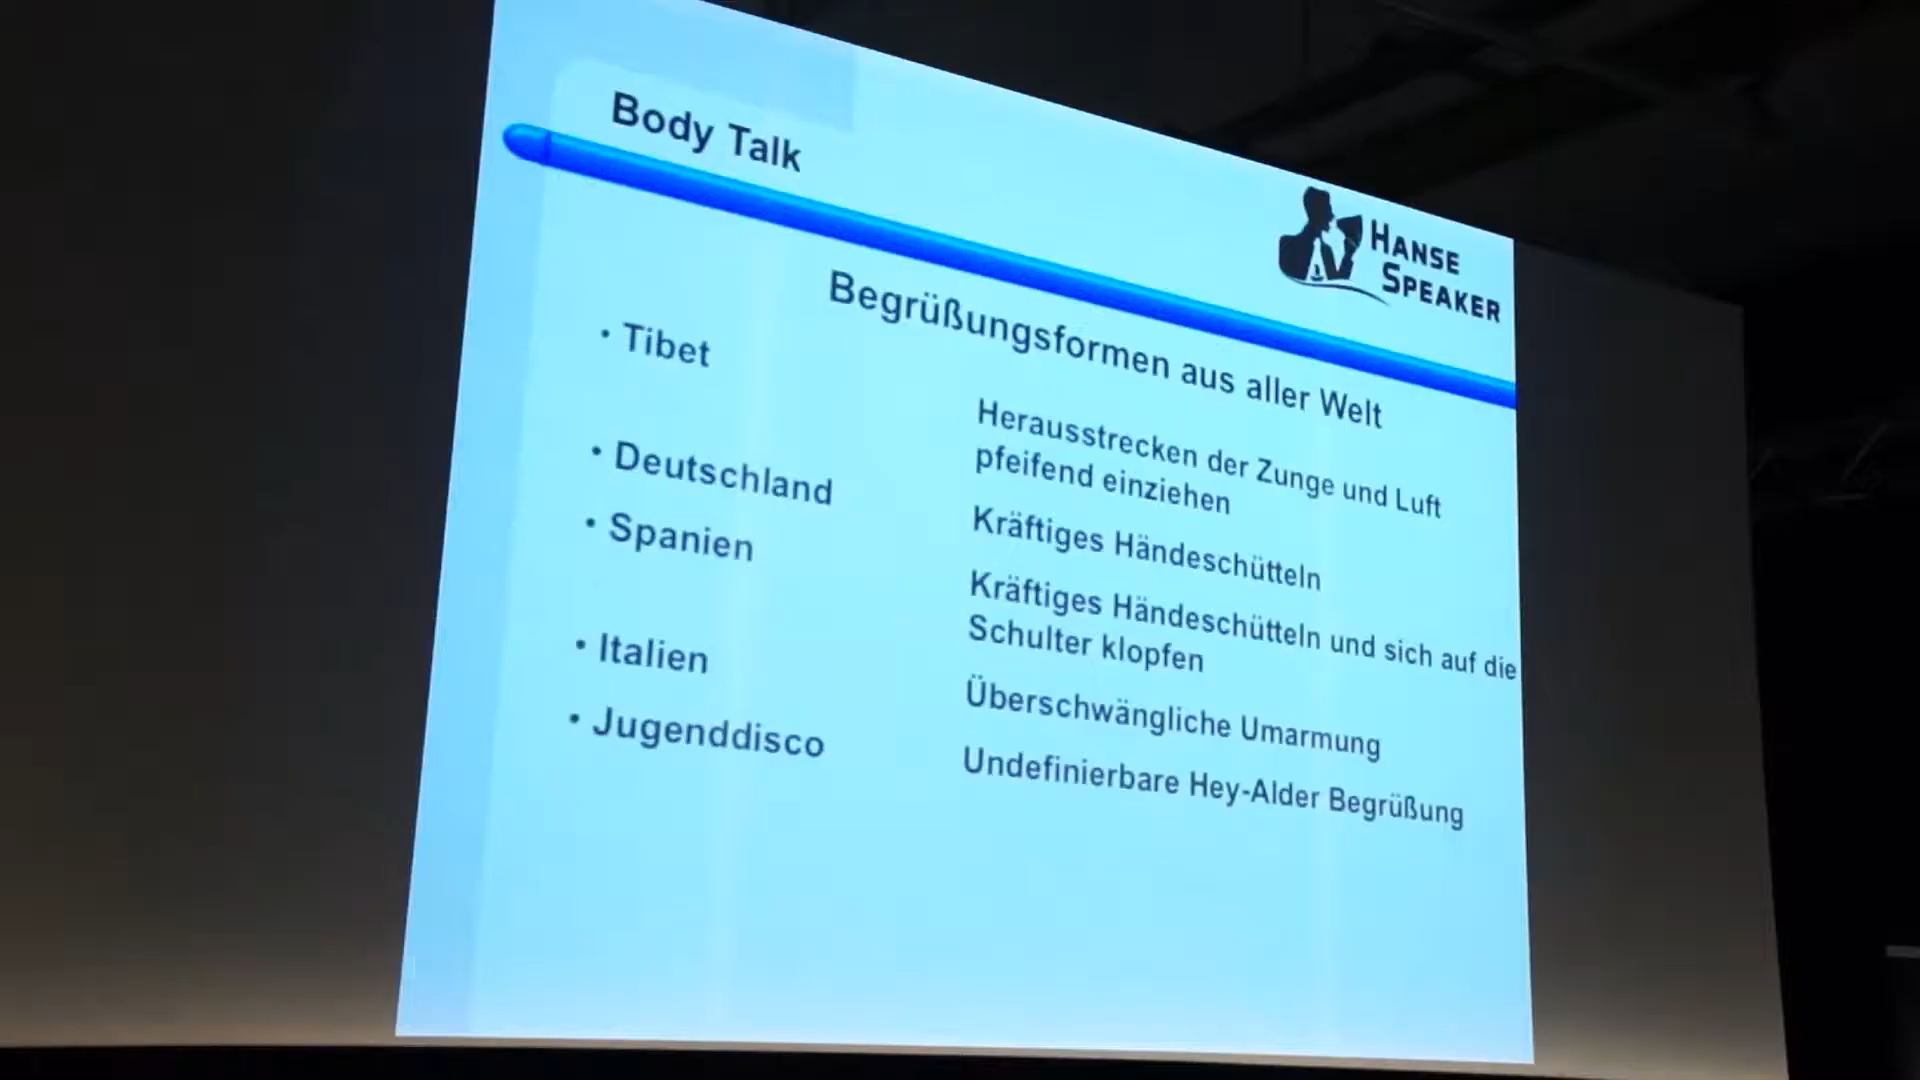 Body Talk
HANSE
SPEAKER
Begrüßungsformen aus aller Welt
• Tibet
Herausstrecken der Zunge und Luft
pfeifend einziehen
• Deutschland
Kräftiges Händeschütteln
• Spanien
Kräftiges Händeschütteln und sich auf die
Schulter klopfen
• Italien
Überschwängliche Umarmung
• Jugenddisco
Undefinierbare Hey-Alder Begrüßung